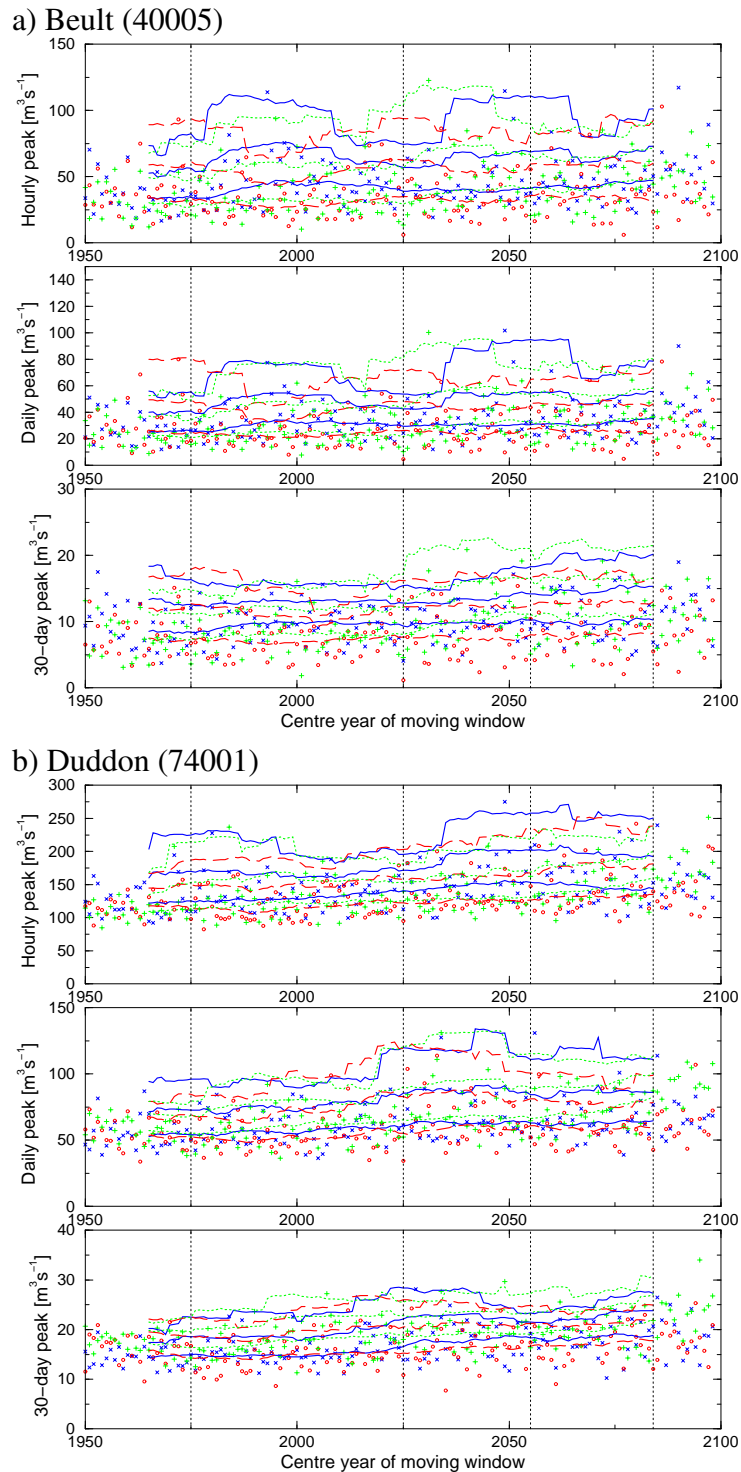 a) Beult (40005)
Hourly peak [m³s⁻¹]
150
100
50
0
1950 2000 2050 2100
Daily peak [m³s⁻¹]
140
120
100
80
60
40
20
0
1950 2000 2050 2100
30−day peak [m³s⁻¹]
30
20
10
0
1950 2000 2050 2100
Centre year of moving window
b) Duddon (74001)
Hourly peak [m³s⁻¹]
300
250
200
150
100
50
0
1950 2000 2050 2100
Daily peak [m³s⁻¹]
150
100
50
0
1950 2000 2050 2100
30−day peak [m³s⁻¹]
40
30
20
10
0
1950 2000 2050 2100
Centre year of moving window